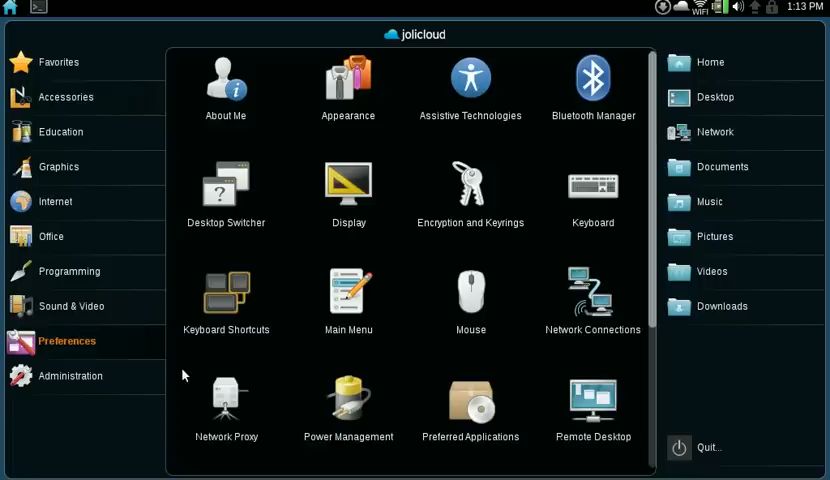 WIFI
1:13 PM
jolicloud
Favorites
Accessories
Education
Graphics
Internet
Office
Programming
Sound & Video
Preferences
Administration
About Me
Appearance
Assistive Technologies
Bluetooth Manager
Desktop Switcher
Display
Encryption and Keyrings
Keyboard
Keyboard Shortcuts
Main Menu
Mouse
Network Connections
Network Proxy
Power Management
Preferred Applications
Remote Desktop
Home
Desktop
Network
Documents
Music
Pictures
Videos
Downloads
Quit...